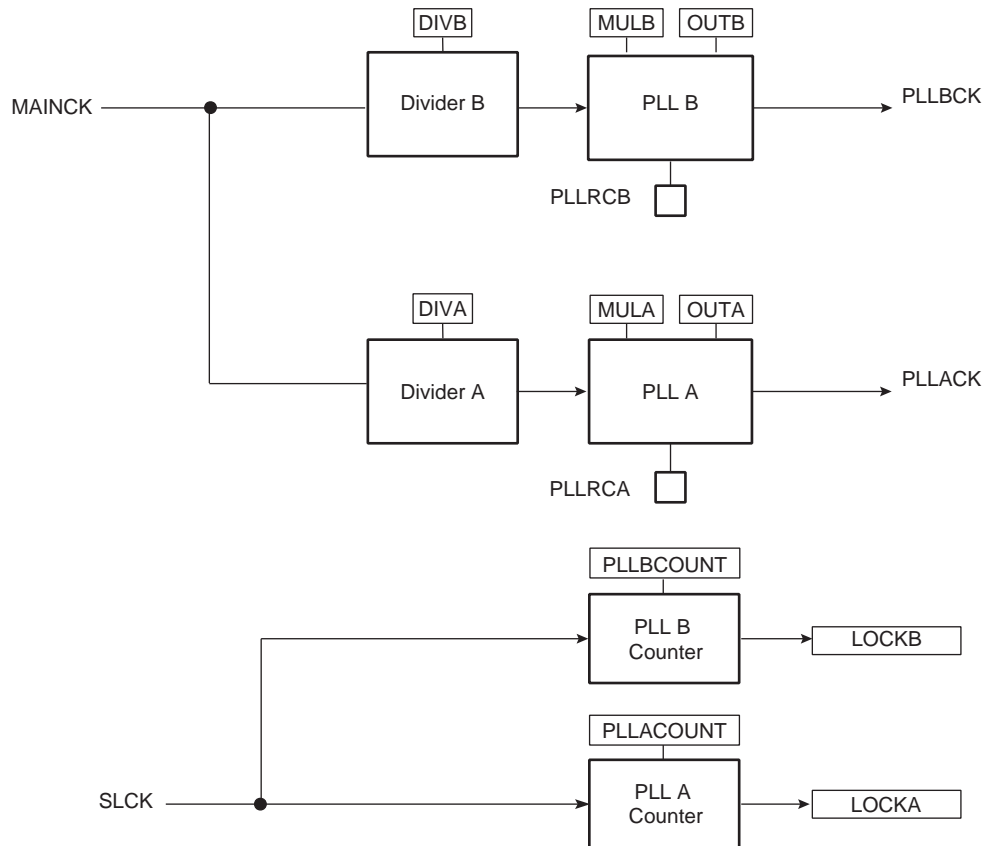 DIVB
MULB
OUTB
MAINCK
Divider B
PLL B
PLLBCK
PLLRCB
DIVA
MULA
OUTA
Divider A
PLL A
PLLACK
PLLRCA
PLLBCOUNT
PLL B
Counter
LOCKB
PLLACOUNT
SLCK
PLL A
Counter
LOCKA